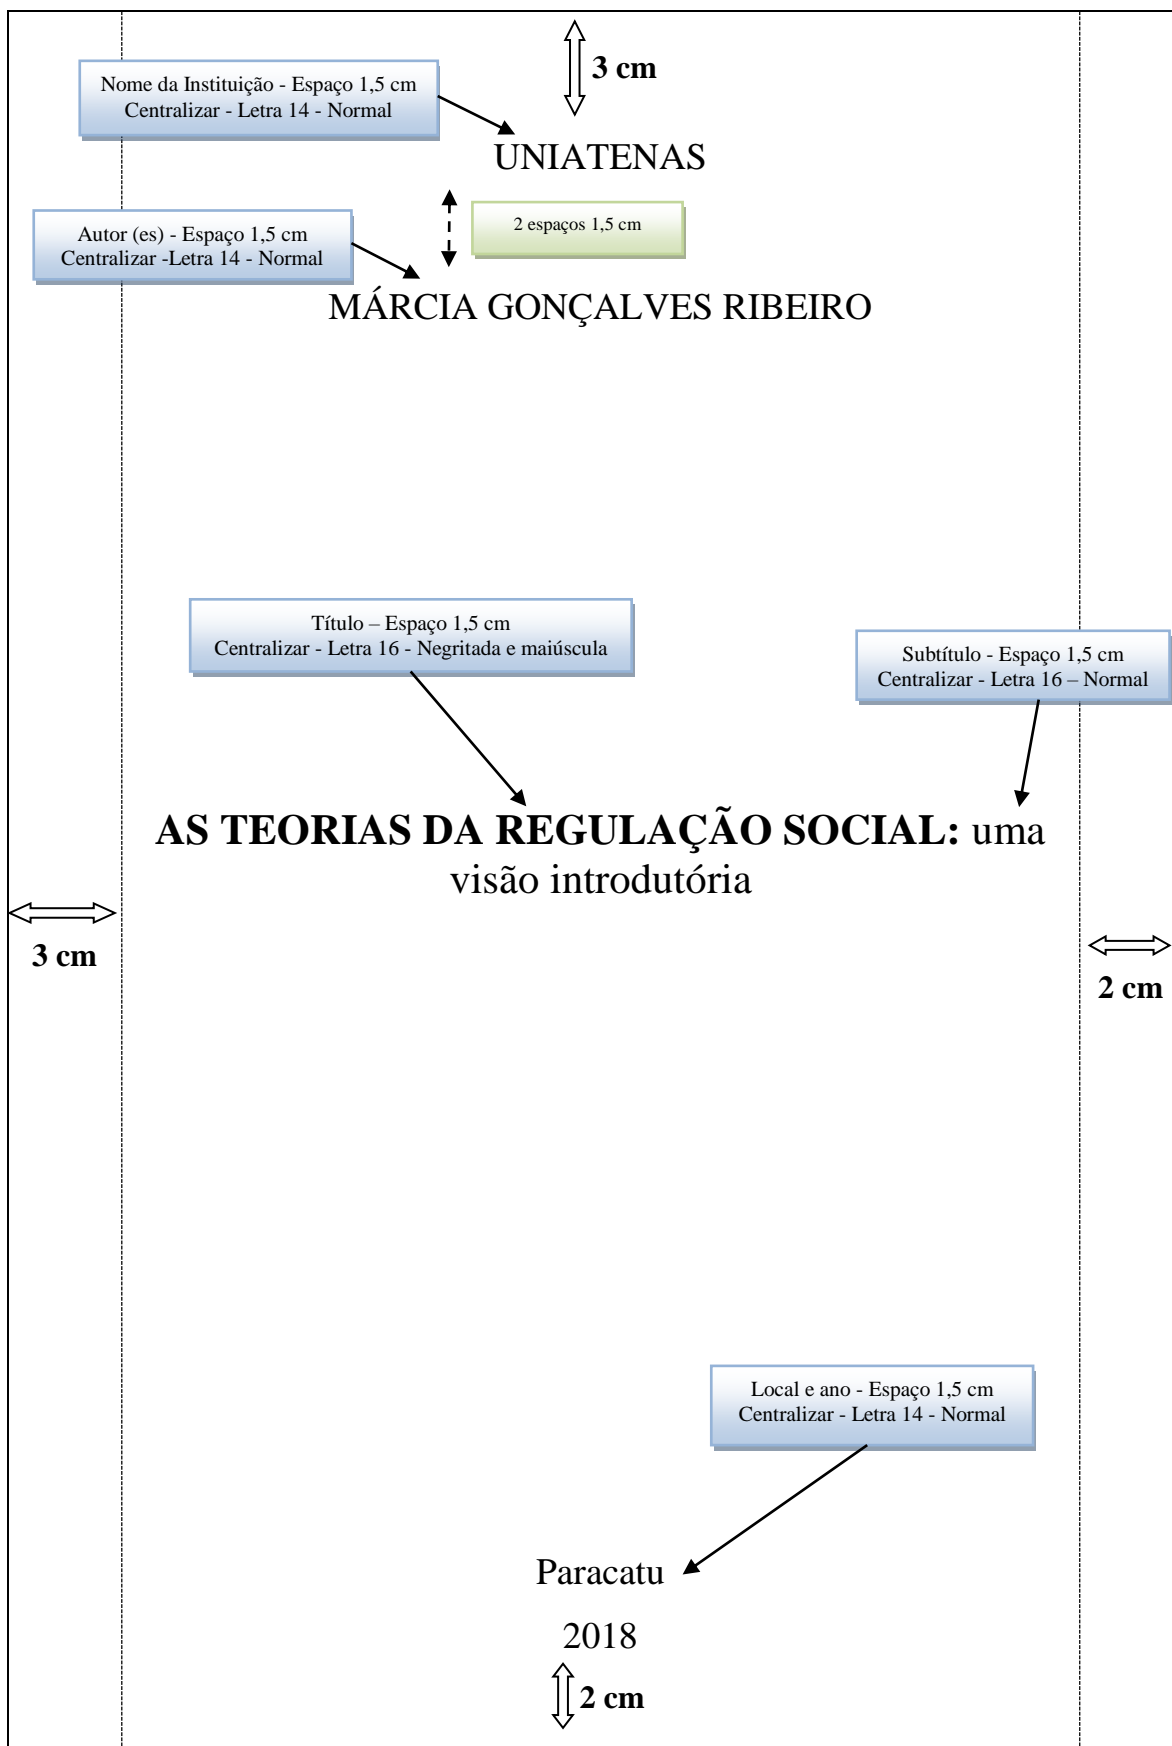 3 cm
Nome da Instituição - Espaço 1,5 cm
Centralizar - Letra 14 - Normal
UNIATENAS
2 espaços 1,5 cm
Autor (es) - Espaço 1,5 cm
Centralizar -Letra 14 - Normal
MÁRCIA GONÇALVES RIBEIRO
Título – Espaço 1,5 cm
Centralizar - Letra 16 - Negritada e maiúscula
Subtítulo - Espaço 1,5 cm
Centralizar - Letra 16 – Normal
AS TEORIAS DA REGULAÇÃO SOCIAL: uma
visão introdutória
3 cm
2 cm
Local e ano - Espaço 1,5 cm
Centralizar - Letra 14 - Normal
Paracatu
2018
2 cm